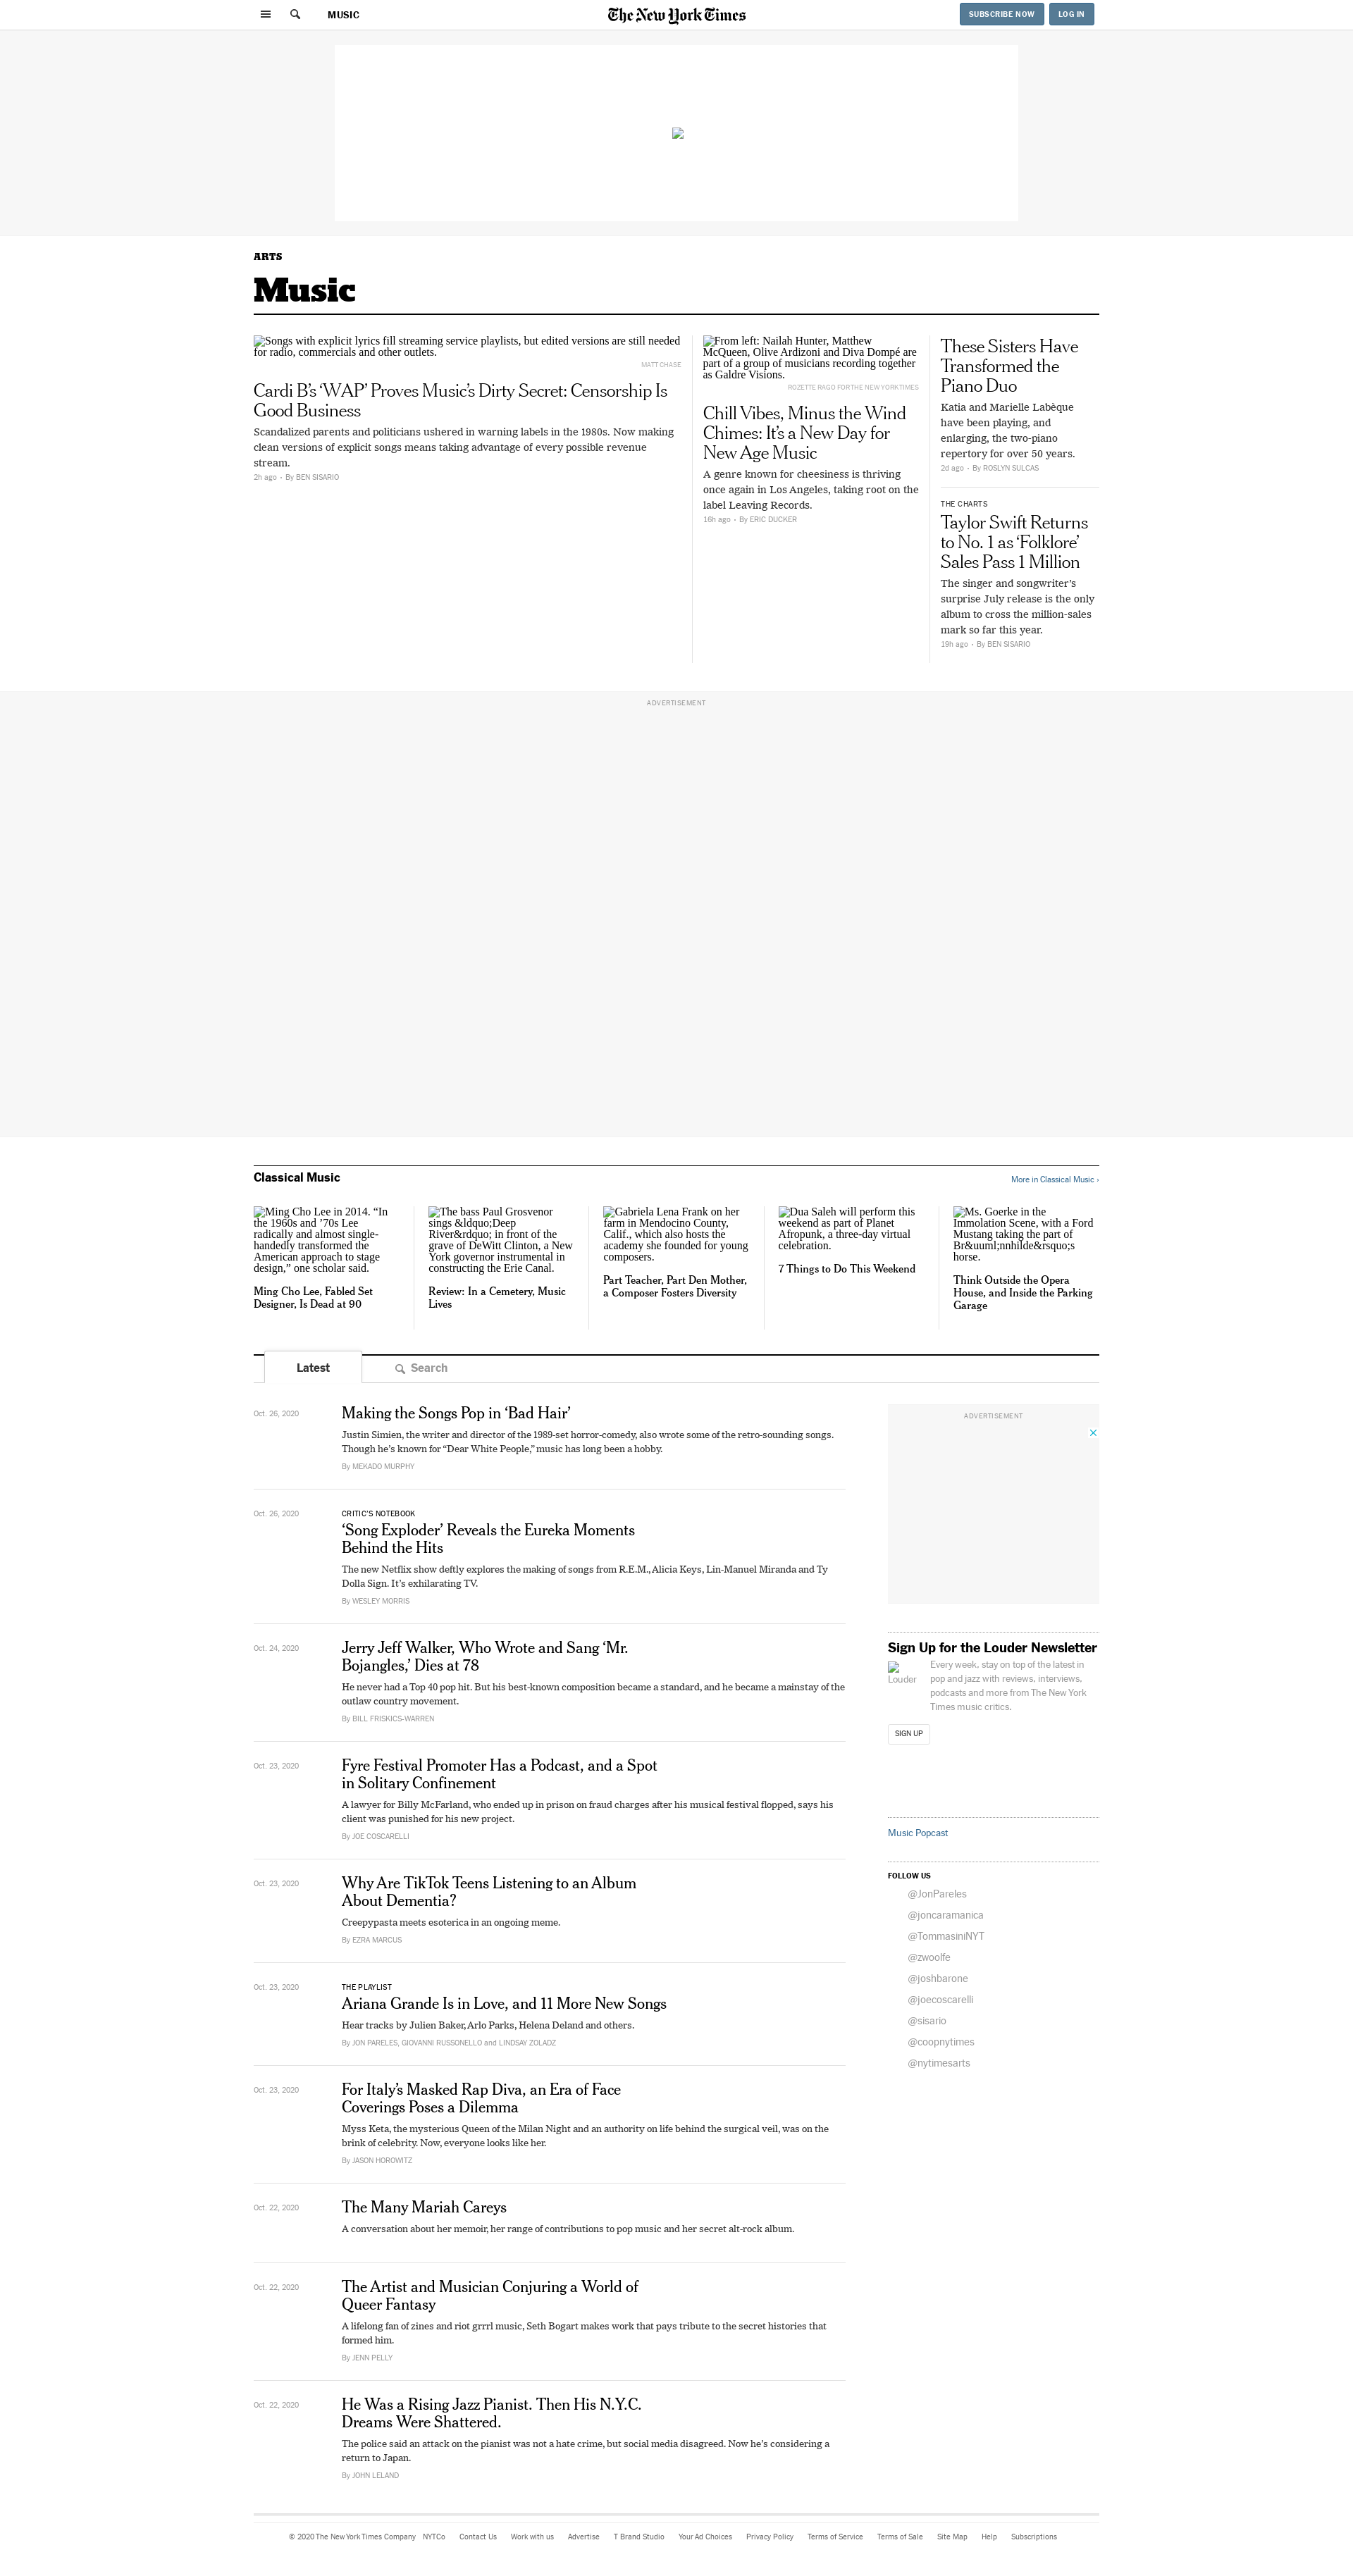 MUSIC
The New York Times
SUBSCRIBE NOW
LOG IN
ARTS
Music
Songs with explicit lyrics fill streaming service playlists, but edited versions are still needed
for radio, commercials and other outlets.
MATT CHASE
Cardi B’s ‘WAP’ Proves Music’s Dirty Secret: Censorship Is
Good Business
Scandalized parents and politicians ushered in warning labels in the 1980s. Now making
clean versions of explicit songs means taking advantage of every possible revenue
stream.
2h ago • By BEN SISARIO
From left: Nailah Hunter, Matthew
McQueen, Olive Ardizoni and Diva Dompé are
part of a group of musicians recording together
as Galdre Visions.
ROZETTE RAGO FOR THE NEW YORK TIMES
Chill Vibes, Minus the Wind
Chimes: It’s a New Day for
New Age Music
A genre known for cheesiness is thriving
once again in Los Angeles, taking root on the
label Leaving Records.
16h ago • By ERIC DUCKER
These Sisters Have
Transformed the
Piano Duo
Katia and Marielle Labèque
have been playing, and
enlarging, the two-piano
repertory for over 50 years.
2d ago • By ROSLYN SULCAS
THE CHARTS
Taylor Swift Returns
to No. 1 as ‘Folklore’
Sales Pass 1 Million
The singer and songwriter’s
surprise July release is the only
album to cross the million-sales
mark so far this year.
19h ago • By BEN SISARIO
ADVERTISEMENT
Classical Music
More in Classical Music ›
Ming Cho Lee in 2014. “In
the 1960s and ’70s Lee
radically and almost single-
handedly transformed the
American approach to stage
design,” one scholar said.
Ming Cho Lee, Fabled Set
Designer, Is Dead at 90
The bass Paul Grosvenor
sings &ldquo;Deep
River&rdquo; in front of the
grave of DeWitt Clinton, a New
York governor instrumental in
constructing the Erie Canal.
Review: In a Cemetery, Music
Lives
Gabriela Lena Frank on her
farm in Mendocino County,
Calif., which also hosts the
academy she founded for young
composers.
Part Teacher, Part Den Mother,
a Composer Fosters Diversity
Dua Saleh will perform this
weekend as part of Planet
Afropunk, a three-day virtual
celebration.
7 Things to Do This Weekend
Ms. Goerke in the
Immolation Scene, with a Ford
Mustang taking the part of
Br&uuml;nnhilde&rsquo;s
horse.
Think Outside the Opera
House, and Inside the Parking
Garage
Latest
Search
Oct. 26, 2020
Making the Songs Pop in ‘Bad Hair’
Justin Simien, the writer and director of the 1989-set horror-comedy, also wrote some of the retro-sounding songs.
Though he’s known for “Dear White People,” music has long been a hobby.
By MEKADO MURPHY
Oct. 26, 2020
CRITIC’S NOTEBOOK
‘Song Exploder’ Reveals the Eureka Moments
Behind the Hits
The new Netflix show deftly explores the making of songs from R.E.M., Alicia Keys, Lin-Manuel Miranda and Ty
Dolla Sign. It’s exhilarating TV.
By WESLEY MORRIS
Oct. 24, 2020
Jerry Jeff Walker, Who Wrote and Sang ‘Mr.
Bojangles,’ Dies at 78
He never had a Top 40 pop hit. But his best-known composition became a standard, and he became a mainstay of the
outlaw country movement.
By BILL FRISKICS-WARREN
Oct. 23, 2020
Fyre Festival Promoter Has a Podcast, and a Spot
in Solitary Confinement
A lawyer for Billy McFarland, who ended up in prison on fraud charges after his musical festival flopped, says his
client was punished for his new project.
By JOE COSCARELLI
Oct. 23, 2020
Why Are TikTok Teens Listening to an Album
About Dementia?
Creepypasta meets esoterica in an ongoing meme.
By EZRA MARCUS
Oct. 23, 2020
THE PLAYLIST
Ariana Grande Is in Love, and 11 More New Songs
Hear tracks by Julien Baker, Arlo Parks, Helena Deland and others.
By JON PARELES, GIOVANNI RUSSONELLO and LINDSAY ZOLADZ
Oct. 23, 2020
For Italy’s Masked Rap Diva, an Era of Face
Coverings Poses a Dilemma
Myss Keta, the mysterious Queen of the Milan Night and an authority on life behind the surgical veil, was on the
brink of celebrity. Now, everyone looks like her.
By JASON HOROWITZ
Oct. 22, 2020
The Many Mariah Careys
A conversation about her memoir, her range of contributions to pop music and her secret alt-rock album.
Oct. 22, 2020
The Artist and Musician Conjuring a World of
Queer Fantasy
A lifelong fan of zines and riot grrrl music, Seth Bogart makes work that pays tribute to the secret histories that
formed him.
By JENN PELLY
Oct. 22, 2020
He Was a Rising Jazz Pianist. Then His N.Y.C.
Dreams Were Shattered.
The police said an attack on the pianist was not a hate crime, but social media disagreed. Now he’s considering a
return to Japan.
By JOHN LELAND
ADVERTISEMENT
Sign Up for the Louder Newsletter
Louder
Every week, stay on top of the latest in
pop and jazz with reviews, interviews,
podcasts and more from The New York
Times music critics.
SIGN UP
Music Popcast
FOLLOW US
@JonPareles
@joncaramanica
@TommasiniNYT
@zwoolfe
@joshbarone
@joecoscarelli
@sisario
@coopnytimes
@nytimesarts
© 2020 The New York Times Company NYTCo Contact Us Work with us Advertise T Brand Studio Your Ad Choices Privacy Policy Terms of Service Terms of Sale Site Map Help Subscriptions